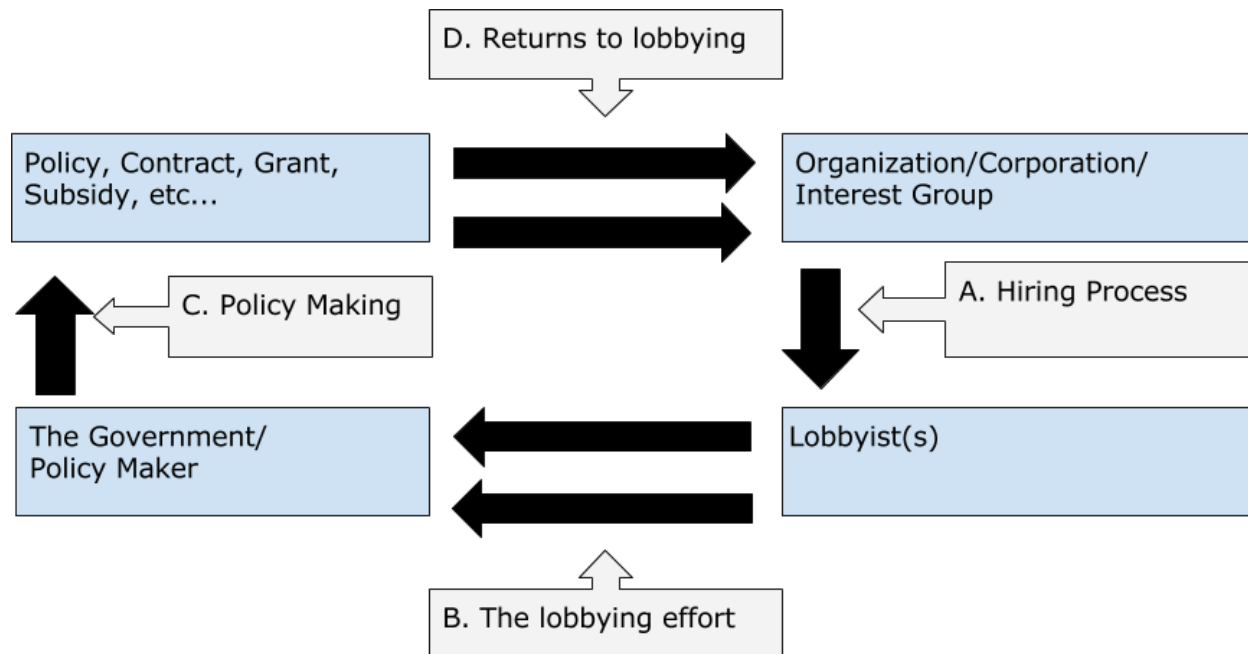 D. Returns to lobbying
Policy, Contract, Grant,
Subsidy, etc...
Organization/Corporation/
Interest Group
C. Policy Making
A. Hiring Process
The Government/
Policy Maker
Lobbyist(s)
B. The lobbying effort